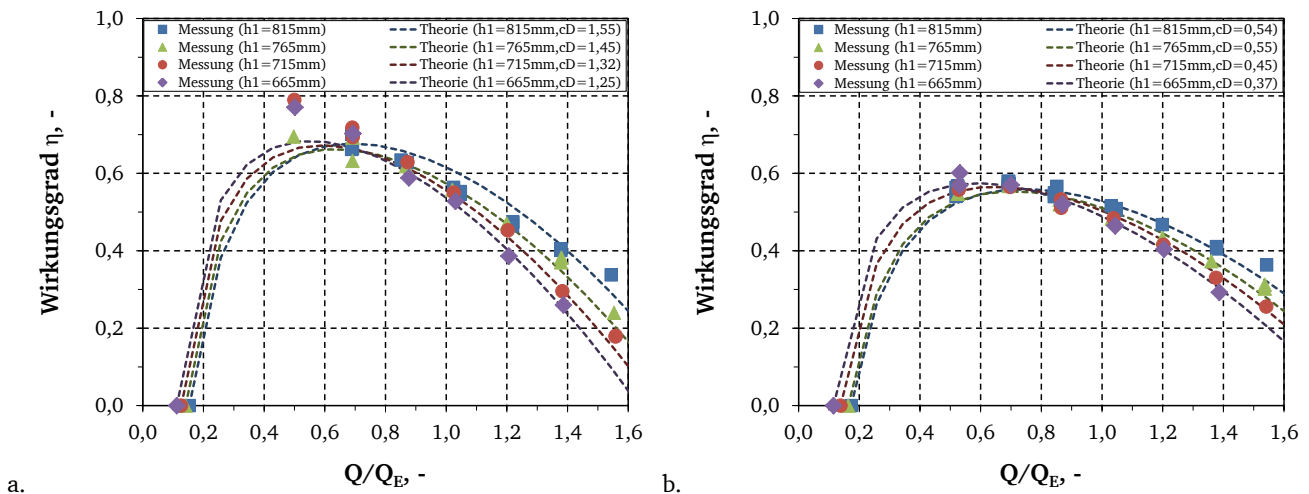 1,0
0,8
0,6
0,4
0,2
0,0
Wirkungsgrad η, -
Messung (h1=815mm)
Messung (h1=765mm)
Messung (h1=715mm)
Messung (h1=665mm)
Theorie (h1=815mm,cD=1,55)
Theorie (h1=765mm,cD=1,45)
Theorie (h1=715mm,cD=1,32)
Theorie (h1=665mm,cD=1,25)
0,0 0,2 0,4 0,6 0,8 1,0 1,2 1,4 1,6
Q/QE, -
a.
1,0
0,8
0,6
0,4
0,2
0,0
Wirkungsgrad η, -
Messung (h1=815mm)
Messung (h1=765mm)
Messung (h1=715mm)
Messung (h1=665mm)
Theorie (h1=815mm,cD=0,54)
Theorie (h1=765mm,cD=0,55)
Theorie (h1=715mm,cD=0,45)
Theorie (h1=665mm,cD=0,37)
0,0 0,2 0,4 0,6 0,8 1,0 1,2 1,4 1,6
Q/QE, -
b.